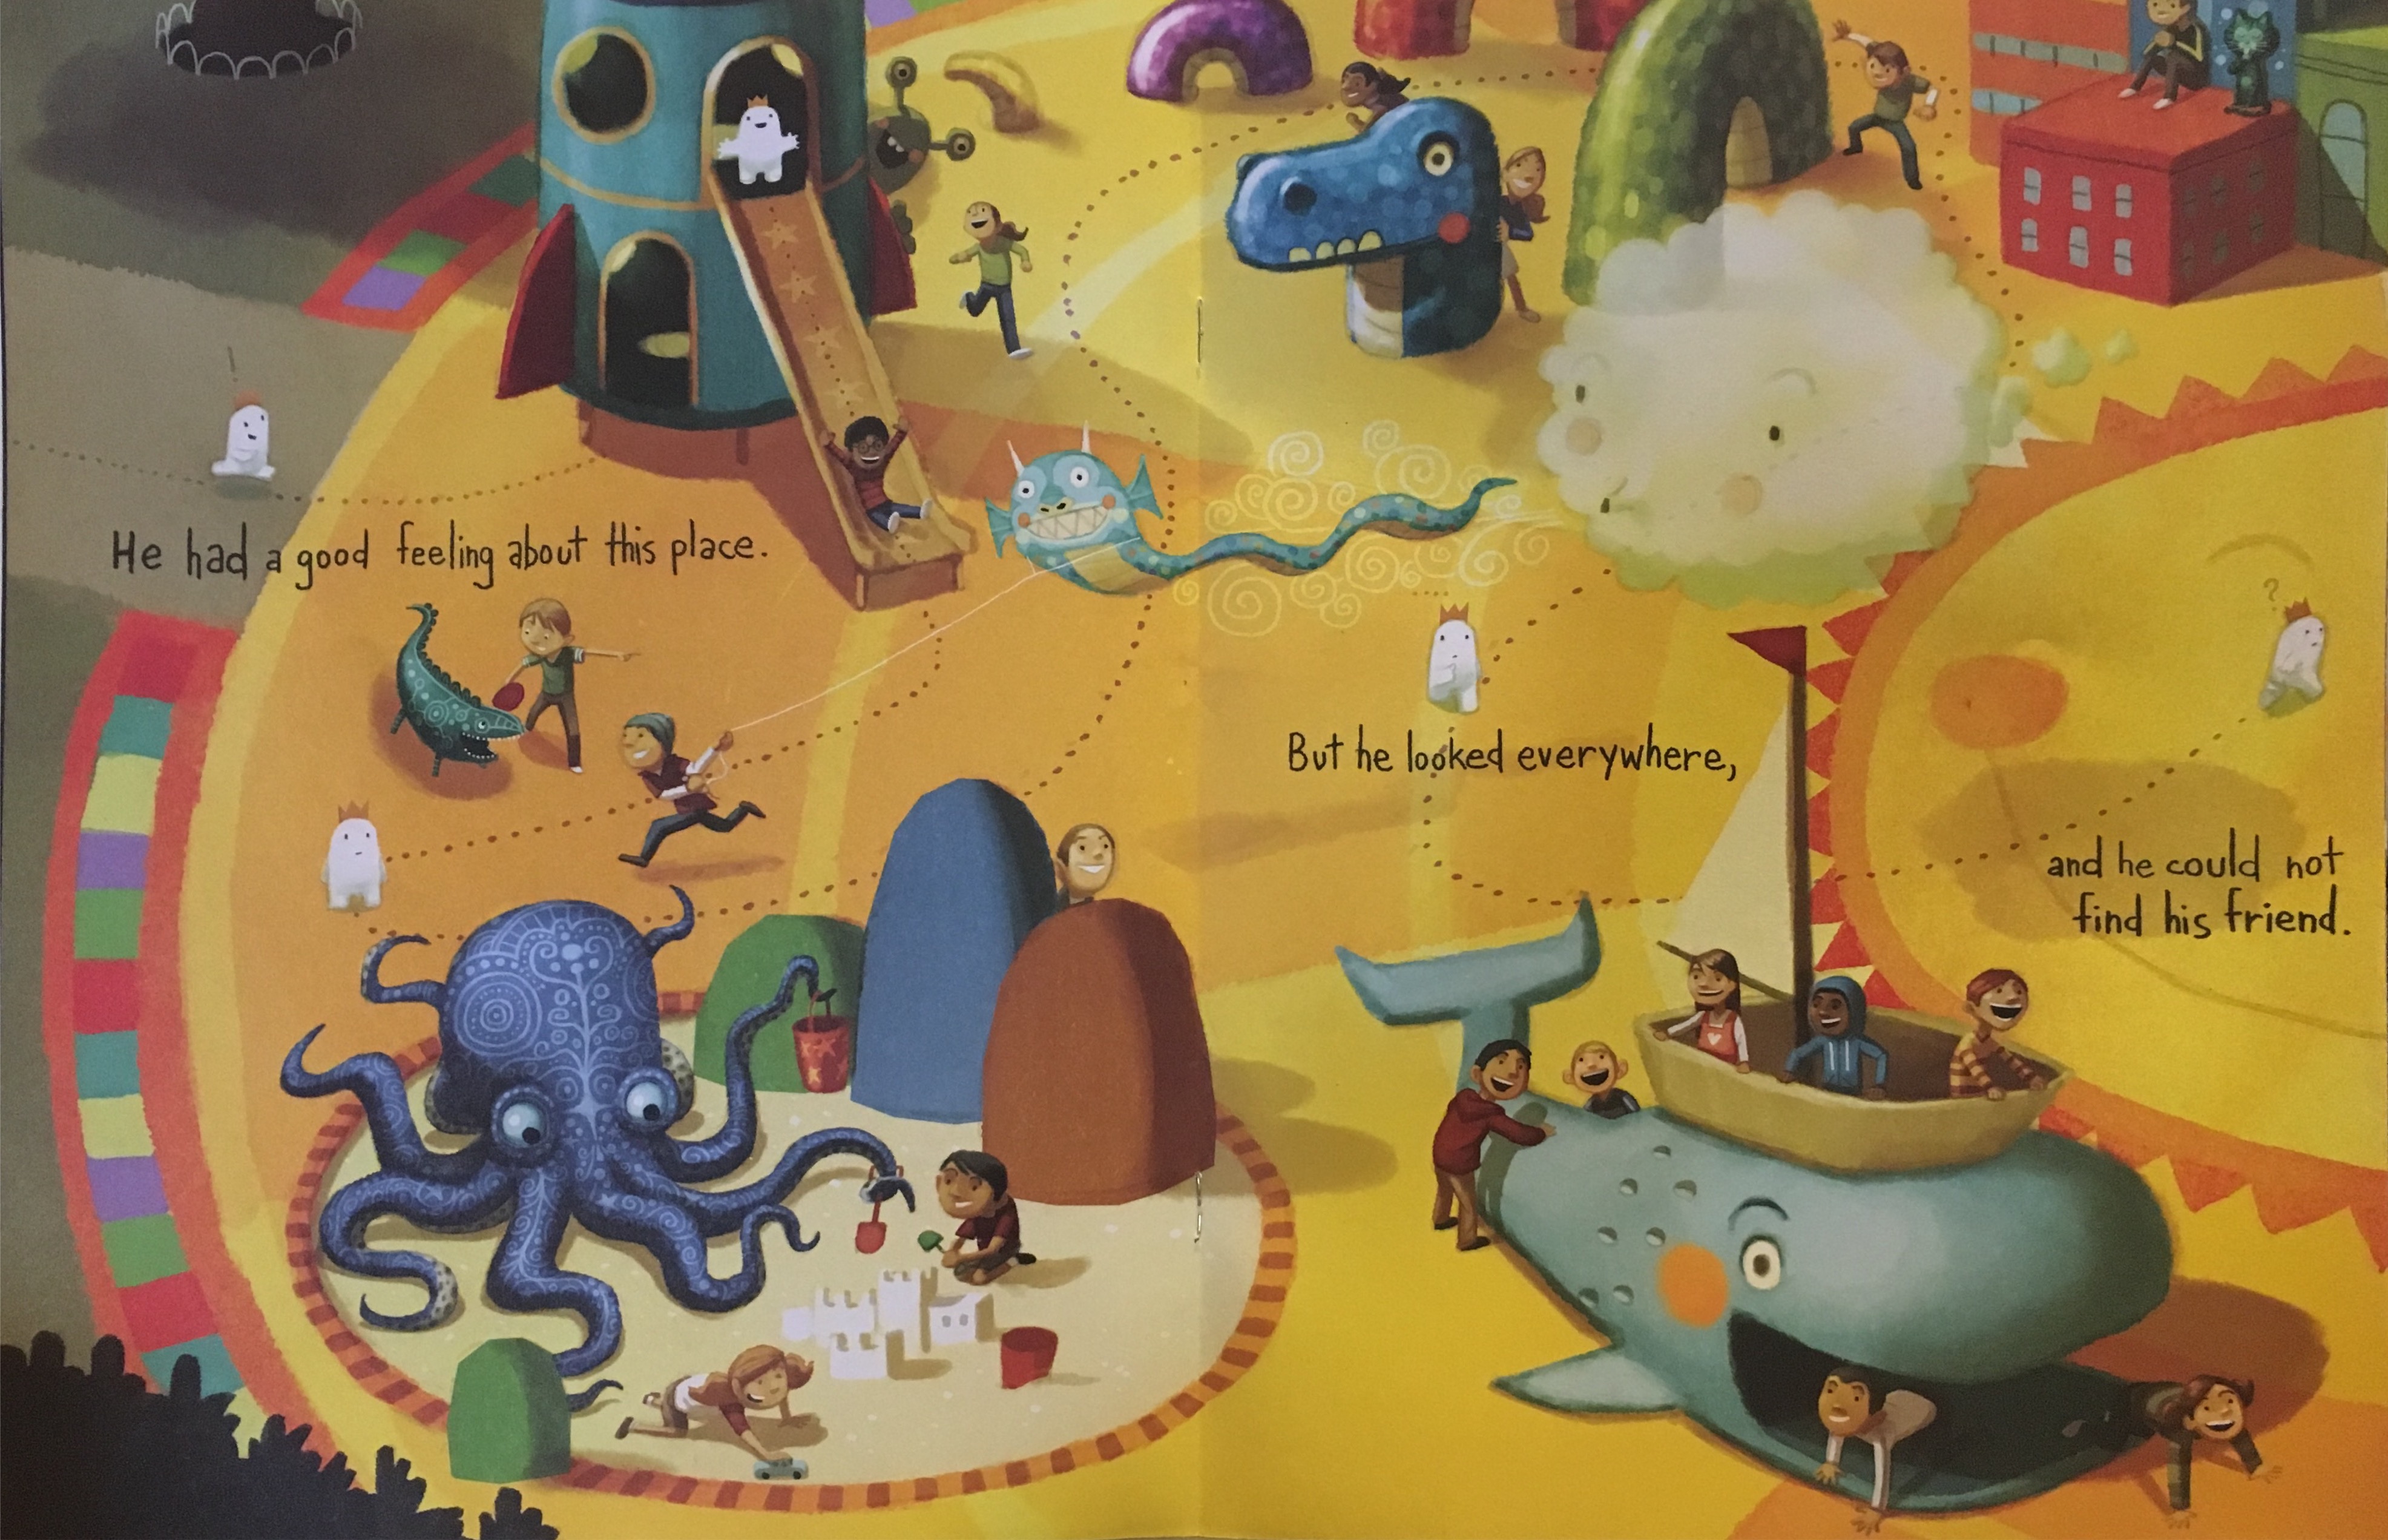 He had a good feeling about this place.
?
But he looked everywhere,
and he could not
find his friend.